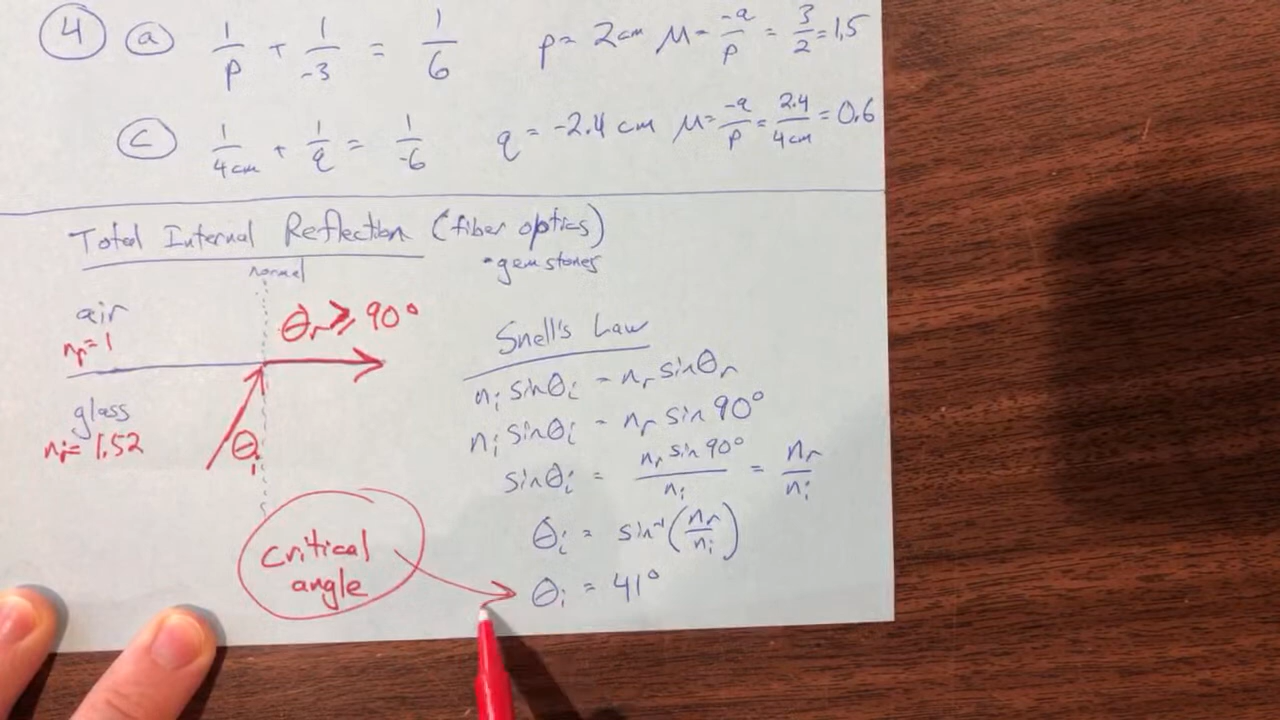 4 a 1/p + 1/-3 = 1/6 p = 2 cm M = -q/p = 3/2 = 1.5
c 1/4cm + 1/q = 1/-6 q = -2.4 cm M = -q/p = 2.4/4cm = 0.6
Total Internal Reflection (fiber optics)
• gem stones
normal
air
nr = 1
θr ≥ 90°
glass
ni = 1.52
θi
critical
angle
Snell's Law
ni sinθi = nr sinθr
ni sinθi = nr sin 90°
sinθi = nr sin 90°/ni = nr/ni
θi = sin⁻¹(nr/ni)
θi = 41°